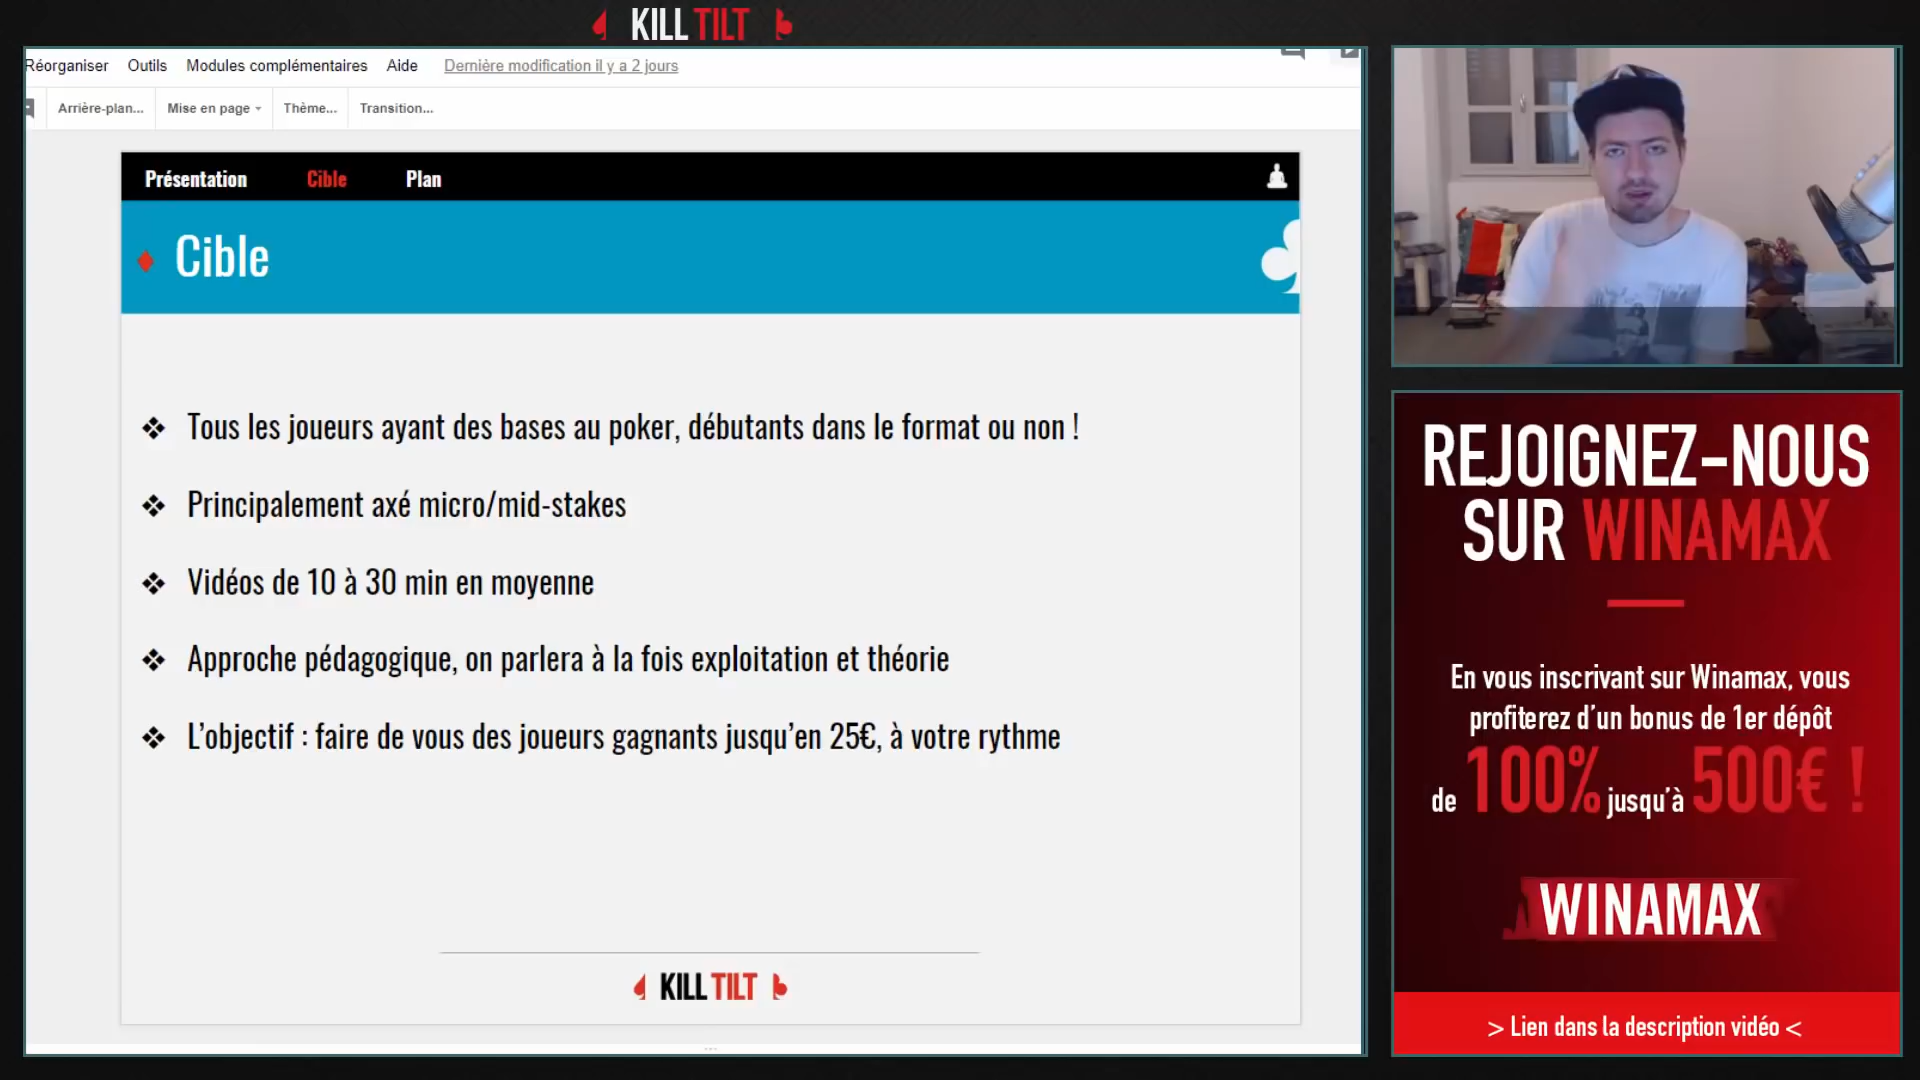 KILL TILT
Réorganiser Outils Modules complémentaires Aide Dernière modification il y a 2 jours
Arrière-plan... Mise en page Thème... Transition...
Présentation Cible Plan
Cible
Tous les joueurs ayant des bases au poker, débutants dans le format ou non !
Principalement axé micro/mid-stakes
Vidéos de 10 à 30 min en moyenne
Approche pédagogique, on parlera à la fois exploitation et théorie
L'objectif : faire de vous des joueurs gagnants jusqu'en 25€, à votre rythme
KILL TILT
REJOIGNEZ-NOUS
SUR WINAMAX
En vous inscrivant sur Winamax, vous
profiterez d'un bonus de 1er dépôt
de 100% jusqu'à 500€ !
WINAMAX
> Lien dans la description vidéo <